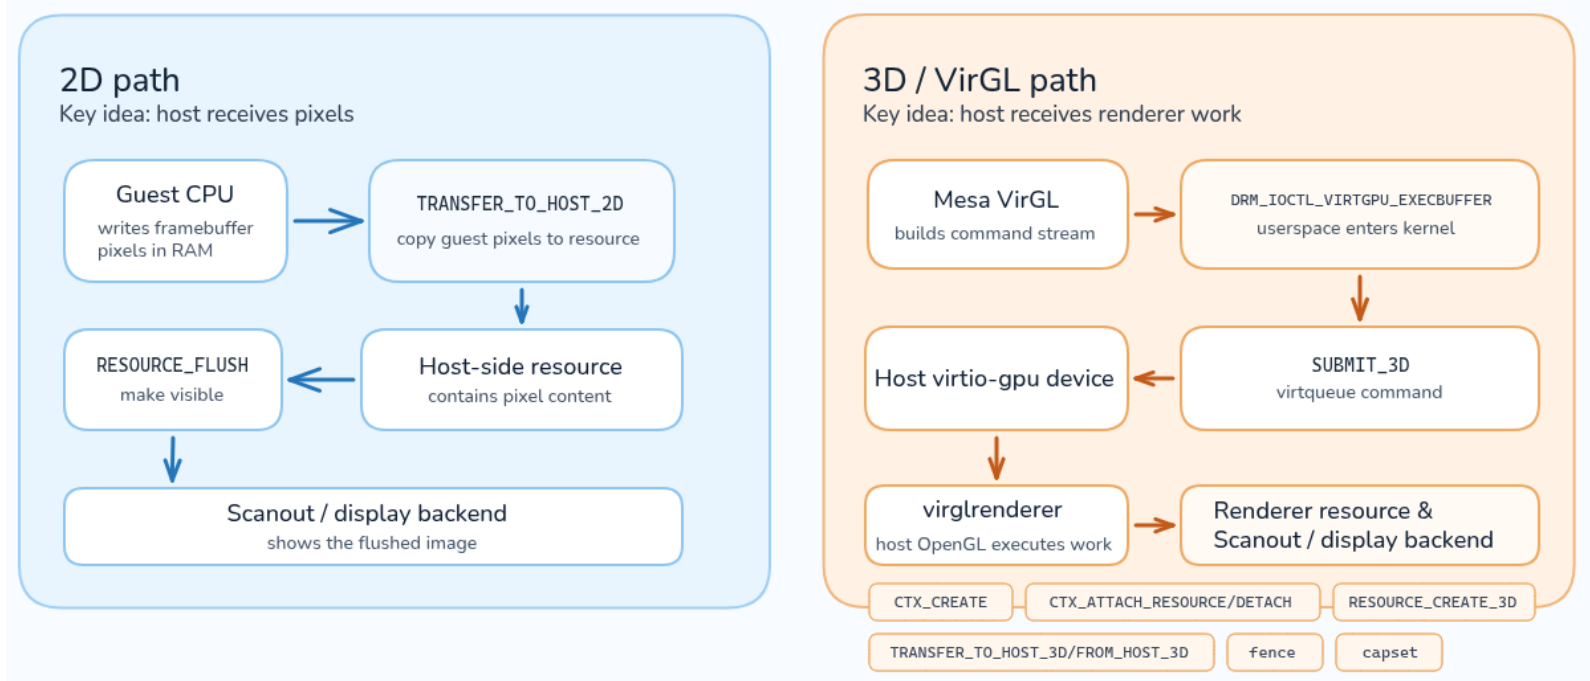 2D path
Key idea: host receives pixels
Guest CPU
writes framebuffer
pixels in RAM
TRANSFER_TO_HOST_2D
copy guest pixels to resource
RESOURCE_FLUSH
make visible
Host-side resource
contains pixel content
Scanout / display backend
shows the flushed image
3D / VirGL path
Key idea: host receives renderer work
Mesa VirGL
builds command stream
DRM_IOCTL_VIRTGPU_EXECBUFFER
userspace enters kernel
Host virtio-gpu device
SUBMIT_3D
virtqueue command
virglrenderer
host OpenGL executes work
Renderer resource &
Scanout / display backend
CTX_CREATE
CTX_ATTACH_RESOURCE/DETACH
RESOURCE_CREATE_3D
TRANSFER_TO_HOST_3D/FROM_HOST_3D
fence
capset